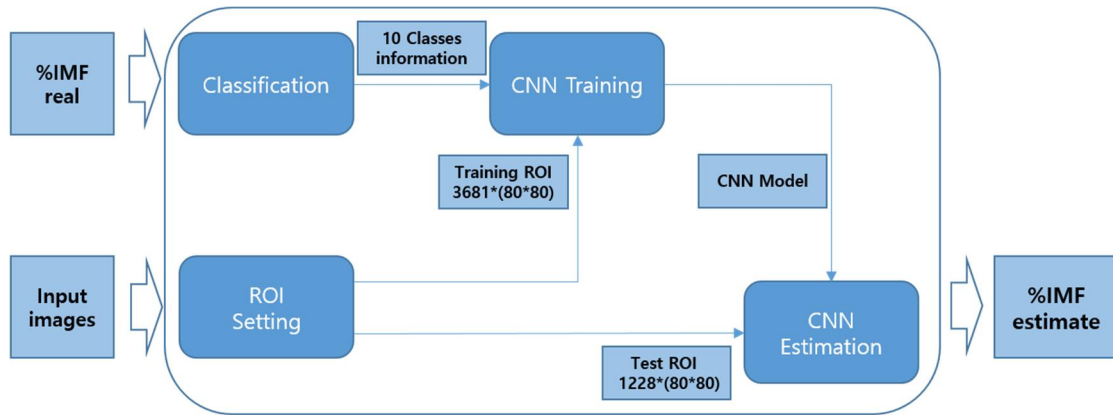 %IMF
real
Classification
10 Classes
information
CNN Training
Training ROI
3681*(80*80)
CNN Model
Input
images
ROI
Setting
Test ROI
1228*(80*80)
CNN
Estimation
%IMF
estimate